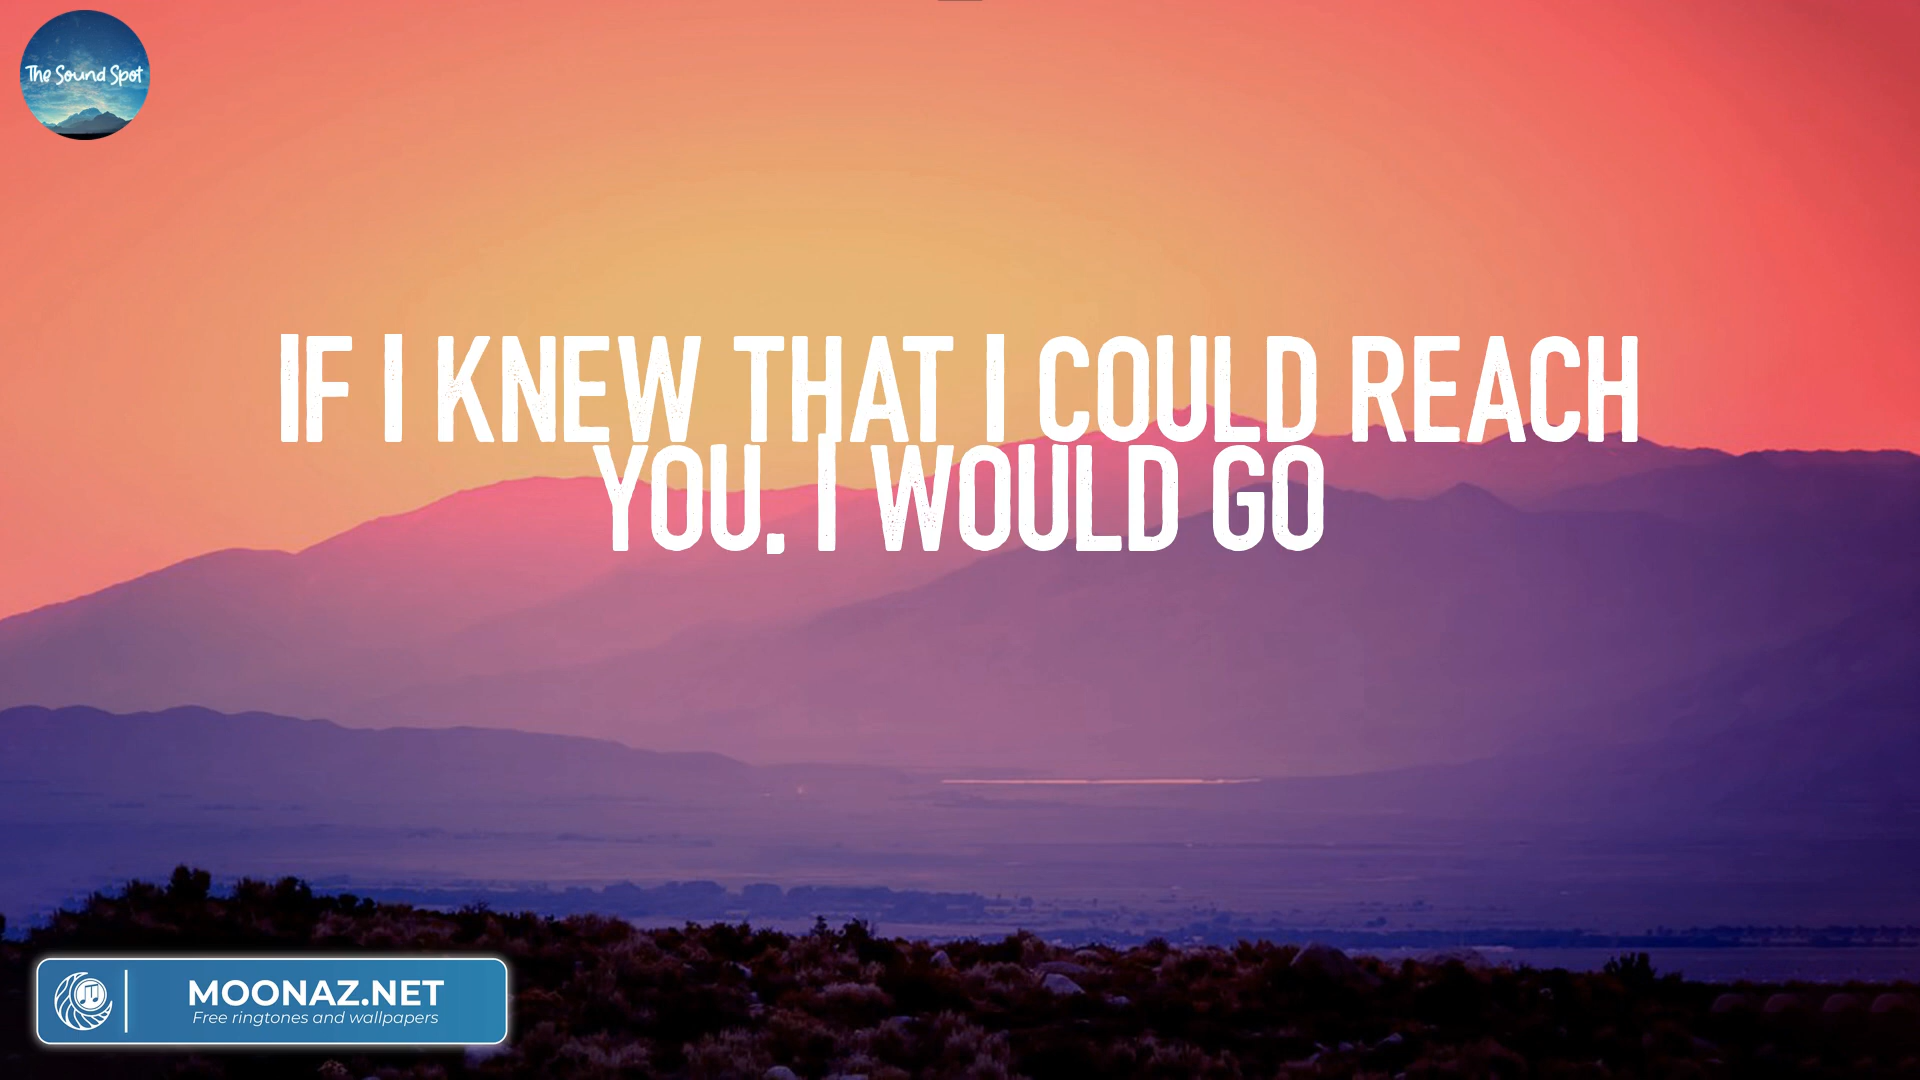 The Sound Spot
IF I KNEW THAT I COULD REACH
YOU, I WOULD GO
MOONAZ.NET
Free ringtones and wallpapers